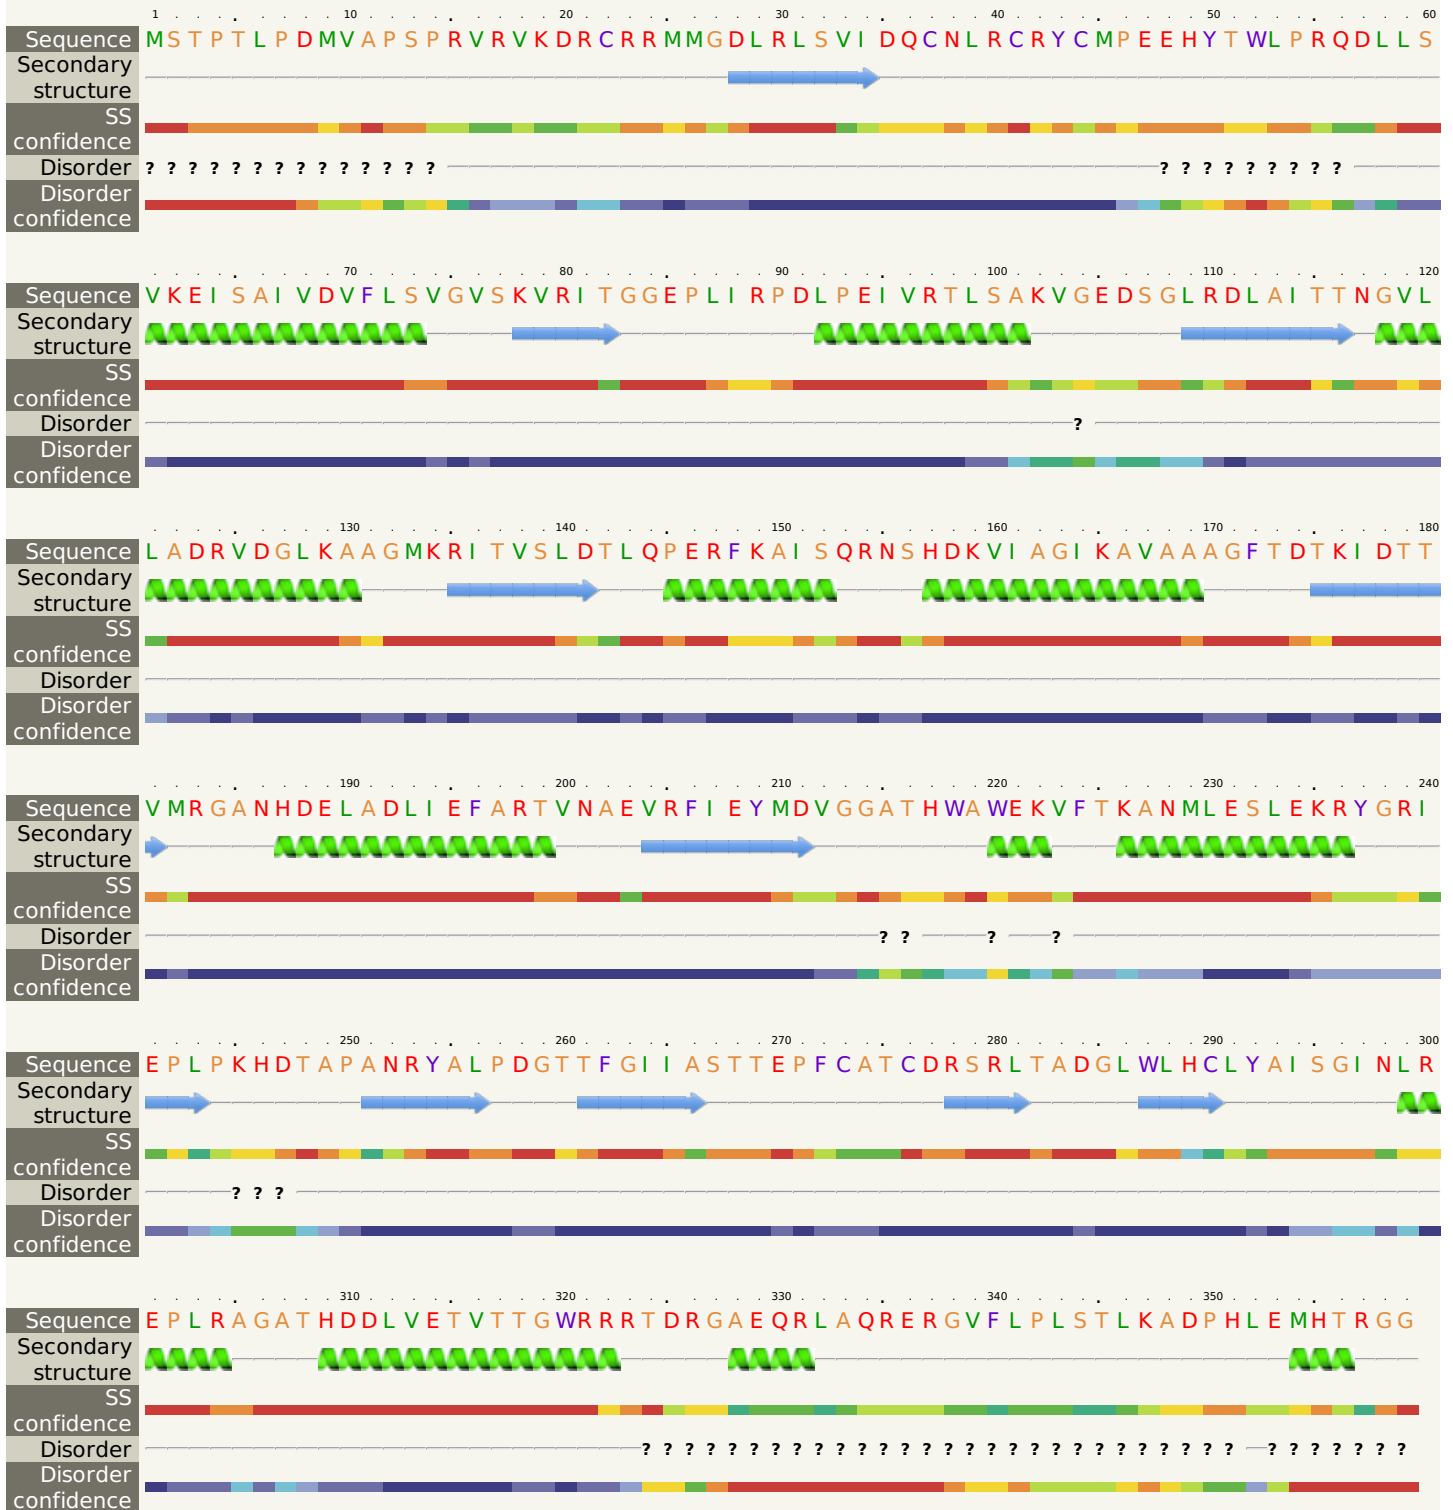 1 10 20 30 40 50 60
Sequence MSTPTLPDMVAPSPRVRVKDRCRRMMGDLRLSVIDQCNLRCRYCMPEEHYTWLPRQDLLS
Secondary
structure
SS
confidence
Disorder ? ? ? ? ? ? ? ? ? ? ? ? ? ? ? ? ? ? ? ? ? ? ?
Disorder
confidence
70 80 90 100 110 120
Sequence VKEISAIVDVFLSVGVSKVRITGGEPLIRPDLPEIVRTLSAKVGEDSGLRDLAITTNGVL
Secondary
structure
SS
confidence
Disorder ?
Disorder
confidence
130 140 150 160 170 180
Sequence LADRVDGLKAAGMKRITVSLDTLQPERFKAISQRNSHDKVIAGIKAVAAAGFTDTKIDTT
Secondary
structure
SS
confidence
Disorder
Disorder
confidence
190 200 210 220 230 240
Sequence VMRGANHDELADLIEFARTVNAEVRFIEYMDVGGATHWAWEKVFTKANMLESLEKRYGRI
Secondary
structure
SS
confidence
Disorder ? ? ? ?
Disorder
confidence
250 260 270 280 290 300
Sequence EPLPKHDTAPANRYALPDGTTFGIIASTTEPFCATCDRSRLTADGLWLHCLYAISGINLR
Secondary
structure
SS
confidence
Disorder ? ? ?
Disorder
confidence
310 320 330 340 350
Sequence EPLRAGATHDDLVETVTTGWRRRTDRGAEQRLAQRERGVFLPLSTLKADPHLEMHTRGG
Secondary
structure
SS
confidence
Disorder ? ? ? ? ? ? ? ? ? ? ? ? ? ? ? ? ? ? ? ? ? ? ? ? ? ? ? ? ? ? ? ? ? ? ?
Disorder
confidence